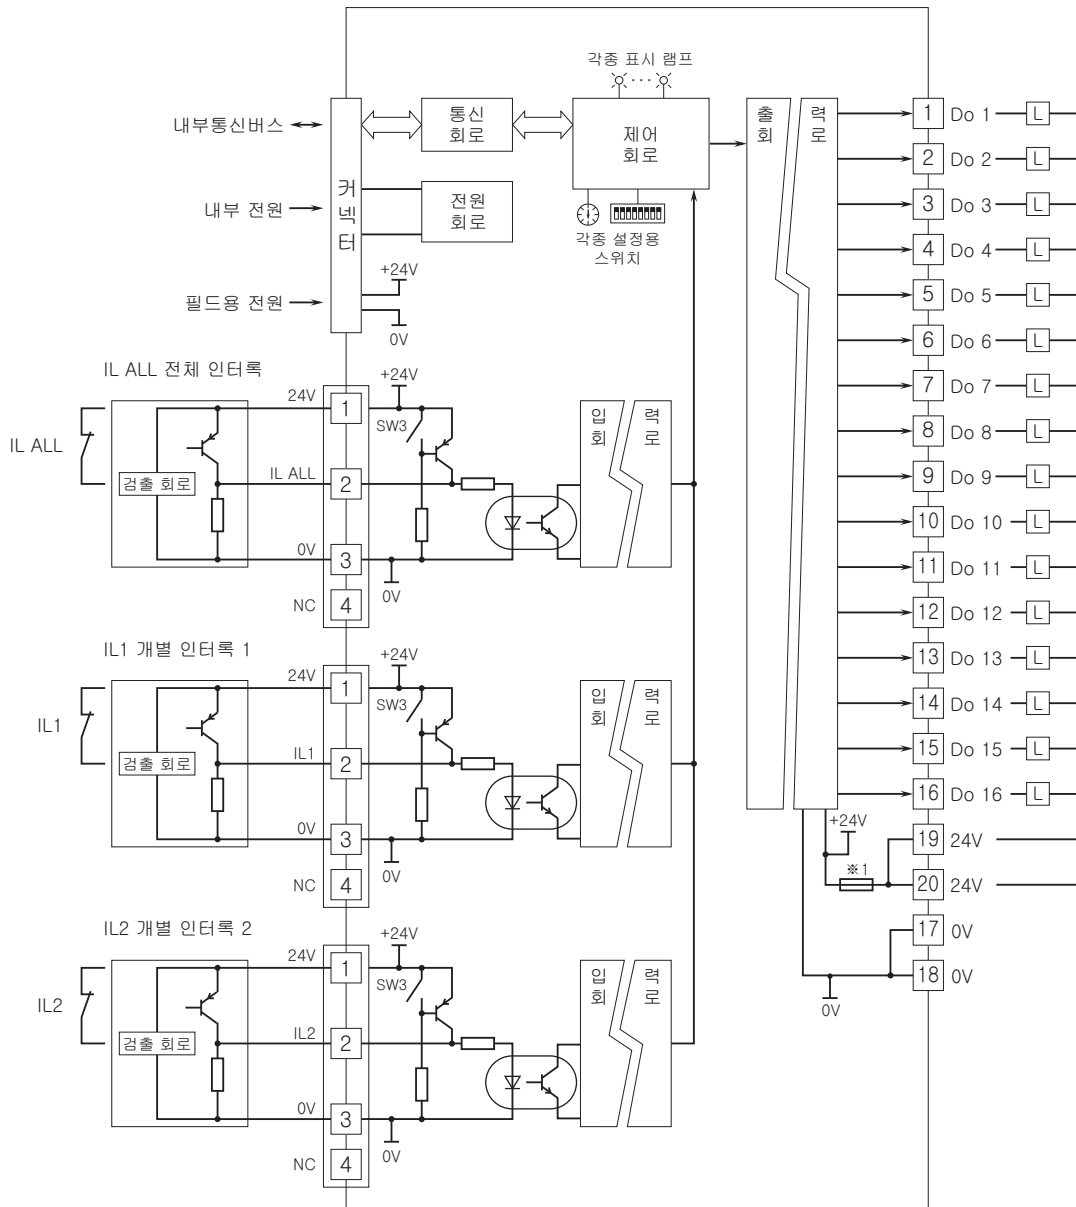 각종 표시 램프
내부통신버스
통신
회로
제어
회로
커
넥
터
내부 전원
전원
회로
각종 설정용
스위치
필드용 전원
+24V
0V
출력
회로
1 Do 1 L
2 Do 2 L
3 Do 3 L
4 Do 4 L
5 Do 5 L
6 Do 6 L
7 Do 7 L
8 Do 8 L
9 Do 9 L
10 Do 10 L
11 Do 11 L
12 Do 12 L
13 Do 13 L
14 Do 14 L
15 Do 15 L
16 Do 16 L
+24V
19 24V
※1
20 24V
17 0V
18 0V
0V
IL ALL 전체 인터록
IL ALL
검출 회로
24V 1
IL ALL 2
0V 3
NC 4
+24V
SW3
0V
입력
회로
IL1 개별 인터록 1
IL1
검출 회로
24V 1
IL1 2
0V 3
NC 4
+24V
SW3
0V
입력
회로
IL2 개별 인터록 2
IL2
검출 회로
24V 1
IL2 2
0V 3
NC 4
+24V
SW3
0V
입력
회로